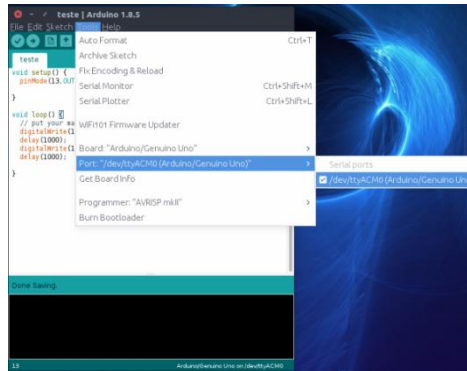 teste | Arduino 1.8.5
File Edit Sketch Tools Help
teste
void setup() {
pinMode(13,OUT
}
void loop() {
// put your ma
digitalWrite(1
delay(1000);
digitalWrite(1
delay(1000);
}
Auto Format Ctrl+T
Archive Sketch
Fix Encoding & Reload
Serial Monitor Ctrl+Shift+M
Serial Plotter Ctrl+Shift+L
WiFi101 Firmware Updater
Board: "Arduino/Genuino Uno"
Port: "/dev/ttyACM0 (Arduino/Genuino Uno)"
Get Board Info
Programmer: "AVRISP mkII"
Burn Bootloader
Serial ports
/dev/ttyACM0 (Arduino/Genuino Uno
Done Saving.
13 Arduino/Genuino Uno on /dev/ttyACM0